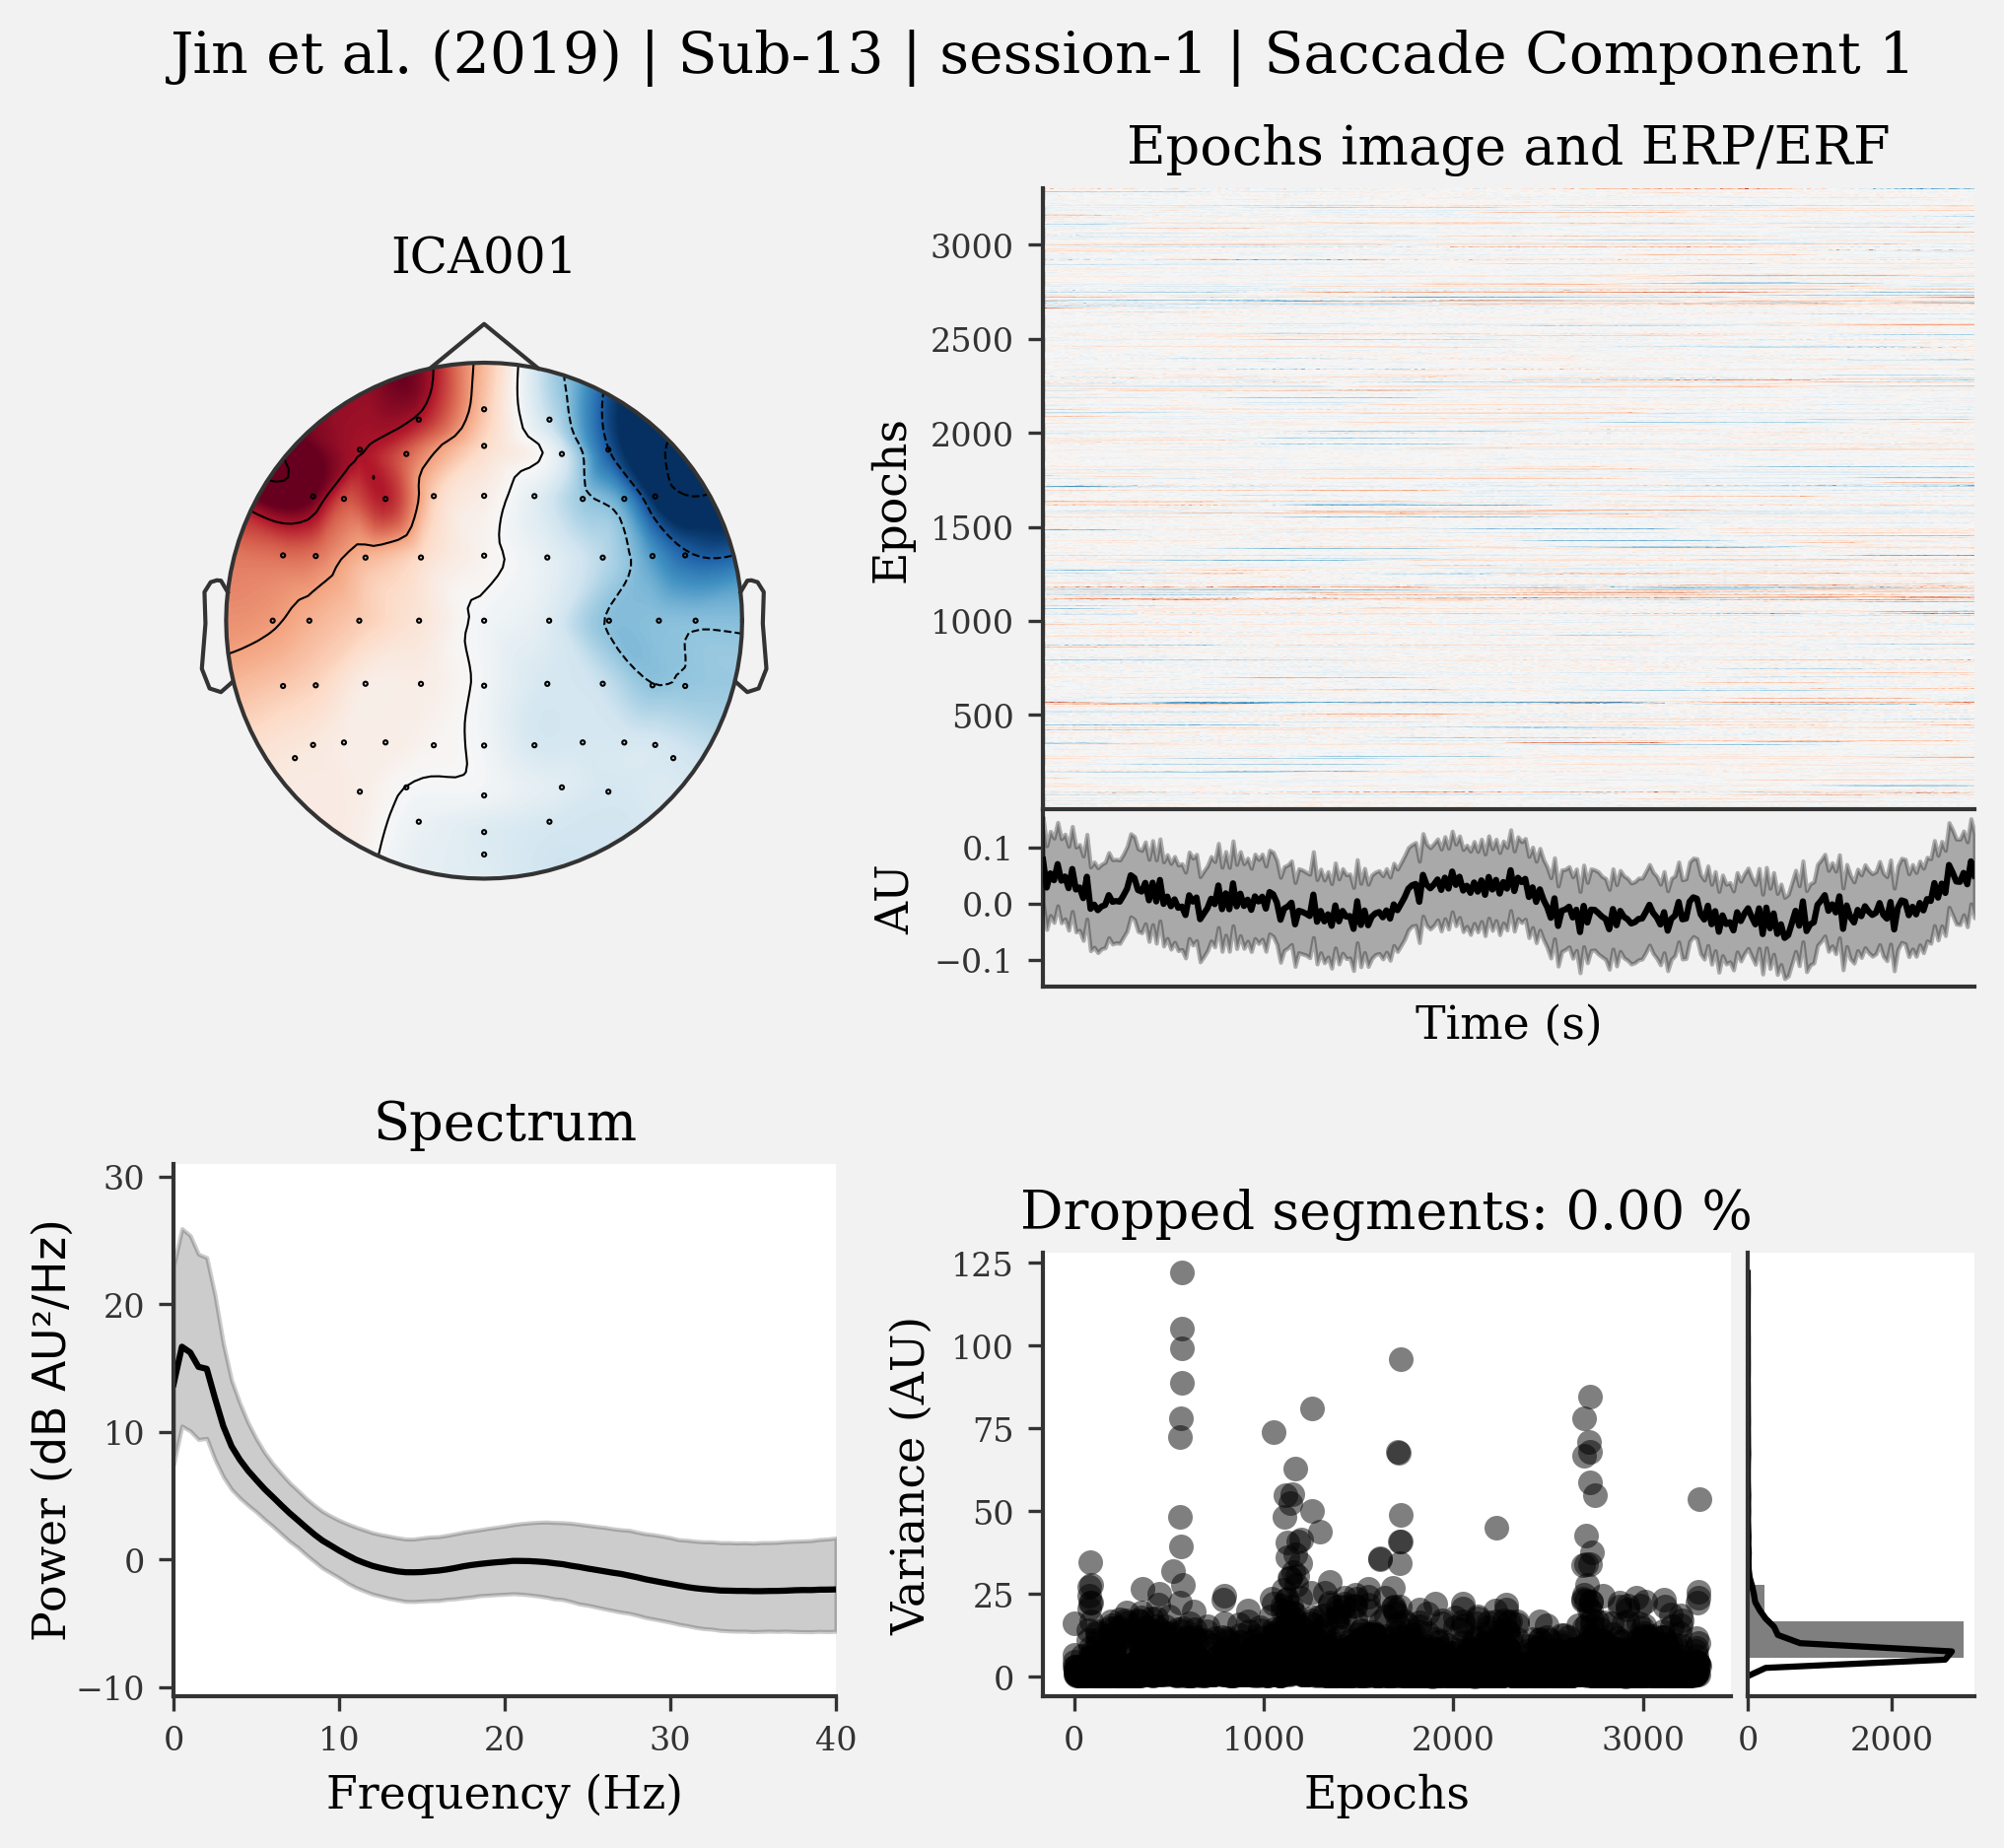 Jin et al. (2019) | Sub-13 | session-1 | Saccade Component 1
ICA001
Epochs image and ERP/ERF
3000
2500
2000
1500
1000
500
Epochs
0.1
0.0
−0.1
AU
Time (s)
Spectrum
30
20
10
0
−10
Power (dB AU²/Hz)
0 10 20 30 40
Frequency (Hz)
Dropped segments: 0.00 %
125
100
75
50
25
0
Variance (AU)
0 1000 2000 3000
Epochs
0 2000